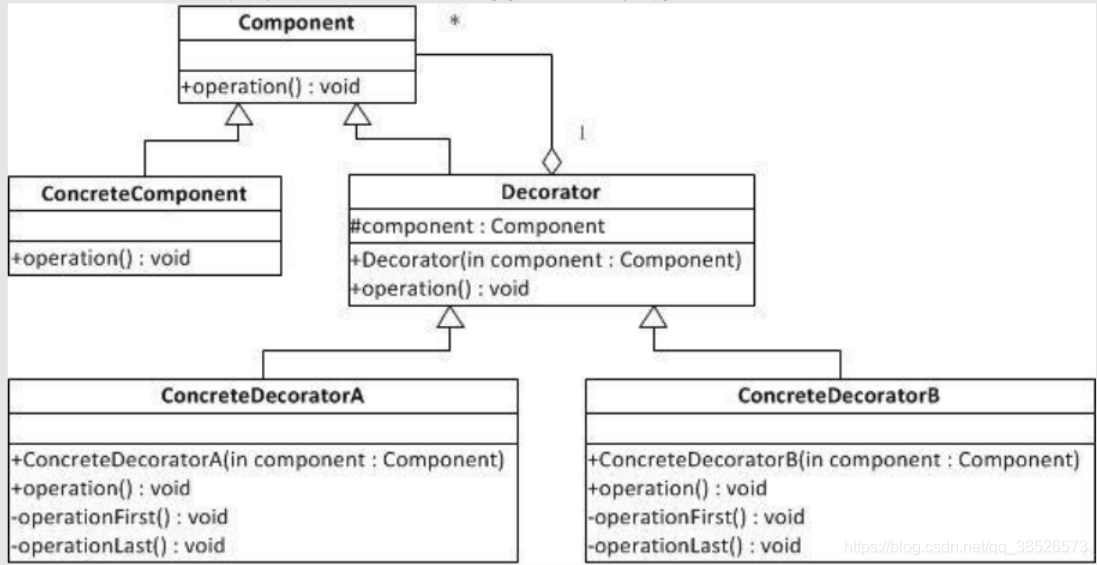 Component
*
+operation() : void
1
ConcreteComponent
+operation() : void
Decorator
#component : Component
+Decorator(in component : Component)
+operation() : void
ConcreteDecoratorA
+ConcreteDecoratorA(in component : Component)
+operation() : void
-operationFirst() : void
-operationLast() : void
ConcreteDecoratorB
+ConcreteDecoratorB(in component : Component)
+operation() : void
-operationFirst() : void
-operationLast() : void
https://blog.csdn.net/qq_38526573